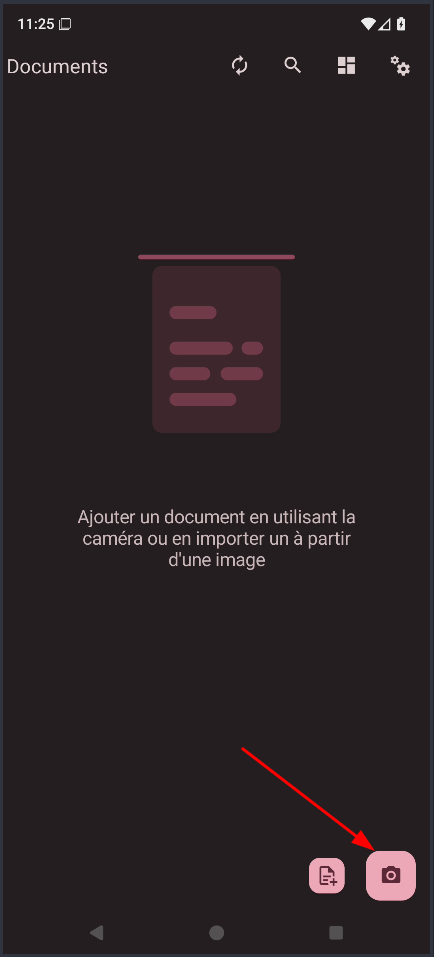 11:25
Documents
Ajouter un document en utilisant la
caméra ou en importer un à partir
d'une image